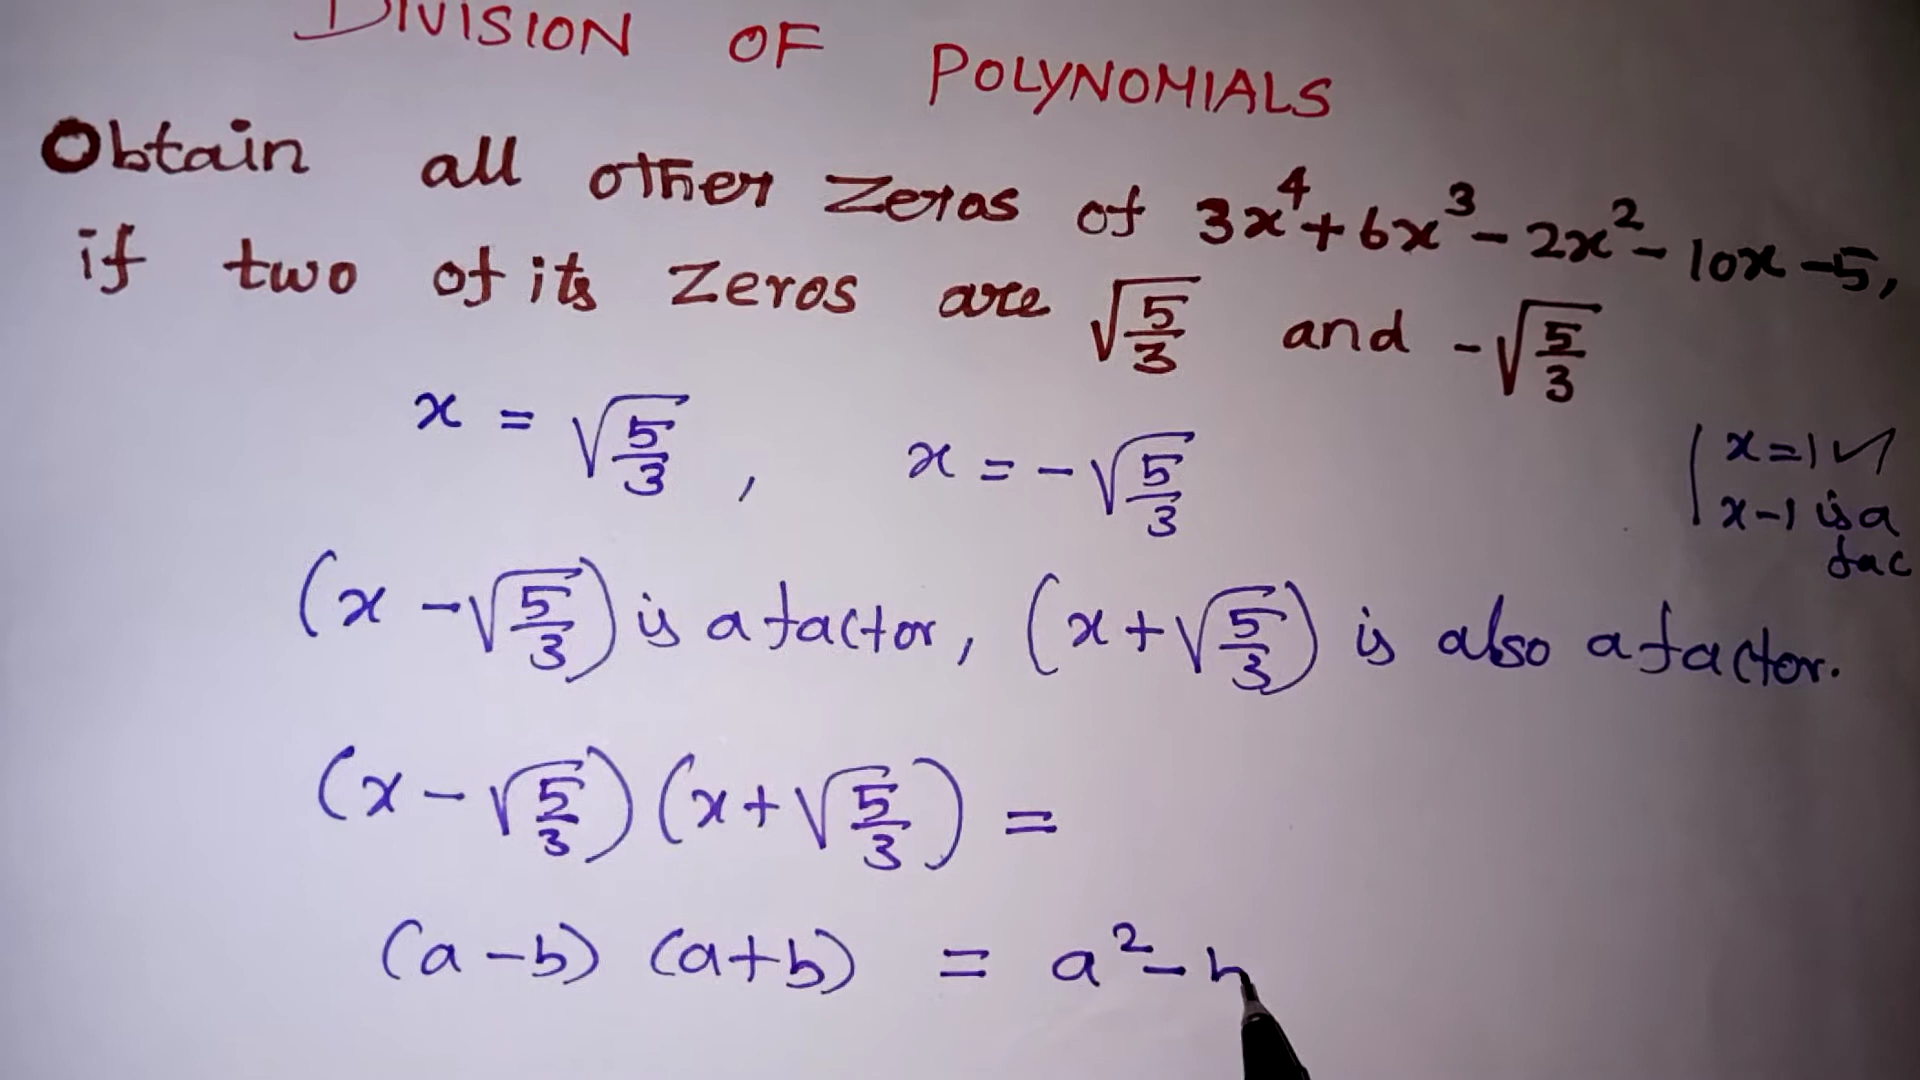 DIVISION OF POLYNOMIALS
Obtain all other zeros of 3x⁴+6x³-2x²-10x-5,
if two of its zeros are √(5/3) and -√(5/3)
x = √(5/3), x = -√(5/3)
x=1 ✓
x-1 is a
fac
(x-√(5/3)) is a factor, (x+√(5/3)) is also a factor.
(x-√(5/3)) (x+√(5/3)) =
(a-b) (a+b) = a²-b